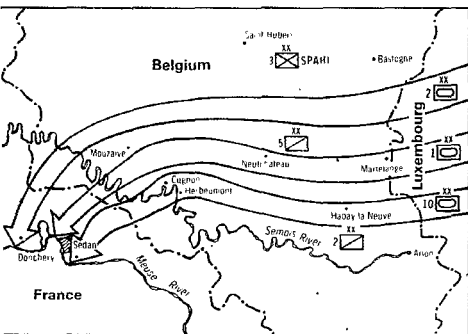 Saint Hubert
XX
3 SPAHI
Bastogne
Belgium
XX
2
Luxembourg
XX
5
Mouzaive
Neufchateau
Martelange
XX
1
Cugnon
Herbeumont
XX
10
Habay la Neuve
XX
2
Semois River
Arlon
Donchery
Sedan
Meuse River
France